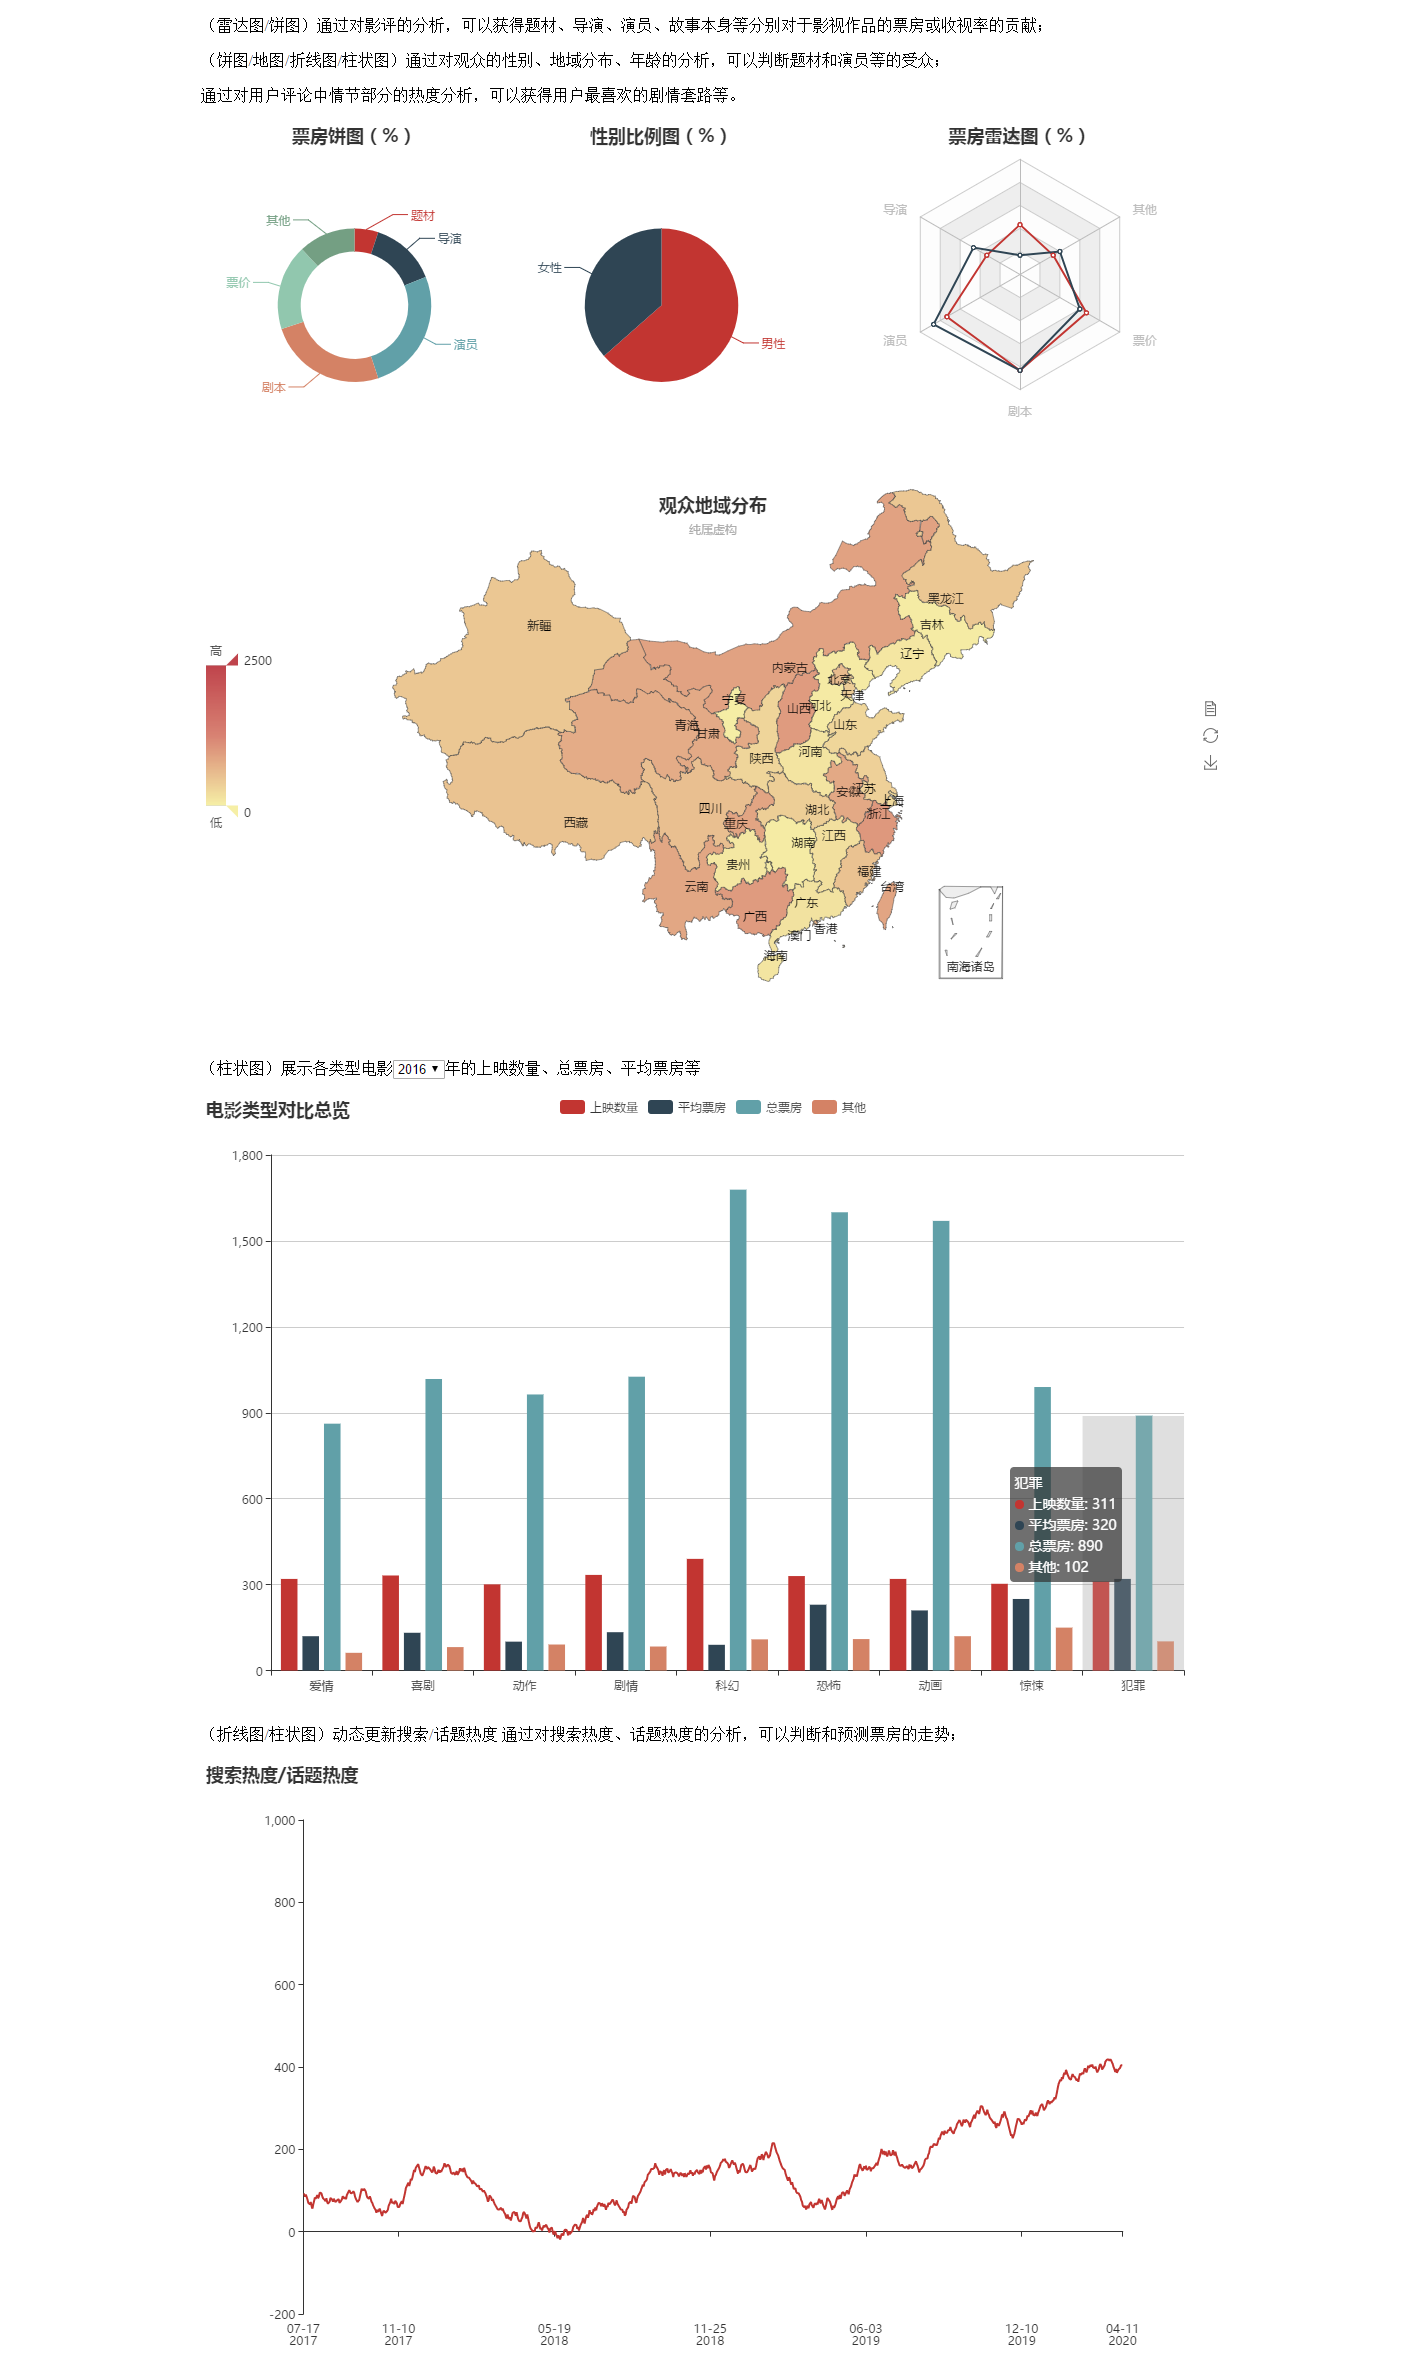 （雷达图/饼图）通过对影评的分析，可以获得题材、导演、演员、故事本身等分别对于影视作品的票房或收视率的贡献；
（饼图/地图/折线图/柱状图）通过对观众的性别、地域分布、年龄的分析，可以判断题材和演员等的受众；
通过对用户评论中情节部分的热度分析，可以获得用户最喜欢的剧情套路等。
票房饼图（%）
其他
题材
导演
票价
演员
剧本
性别比例图（%）
女性
男性
票房雷达图（%）
导演
其他
演员
票价
剧本
观众地域分布
纯属虚构
高
2500
0
低
黑龙江
新疆
吉林
辽宁
内蒙古
北京
天津
宁夏
山西
河北
青海
甘肃
山东
陕西
河南
安徽
江苏
上海
四川
湖北
浙江
西藏
重庆
江西
湖南
贵州
福建
云南
台湾
广西
广东
澳门
香港
海南
南海诸岛
（柱状图）展示各类型电影2016▼年的上映数量、总票房、平均票房等
电影类型对比总览
上映数量 平均票房 总票房 其他
1,800
1,500
1,200
900
600
300
0
犯罪
上映数量: 311
平均票房: 320
总票房: 890
其他: 102
爱情 喜剧 动作 剧情 科幻 恐怖 动画 惊悚 犯罪
（折线图/柱状图）动态更新搜索/话题热度 通过对搜索热度、话题热度的分析，可以判断和预测票房的走势；
搜索热度/话题热度
1,000
800
600
400
200
0
-200
07-17 11-10 05-19 11-25 06-03 12-10 04-11
2017 2017 2018 2018 2019 2019 2020